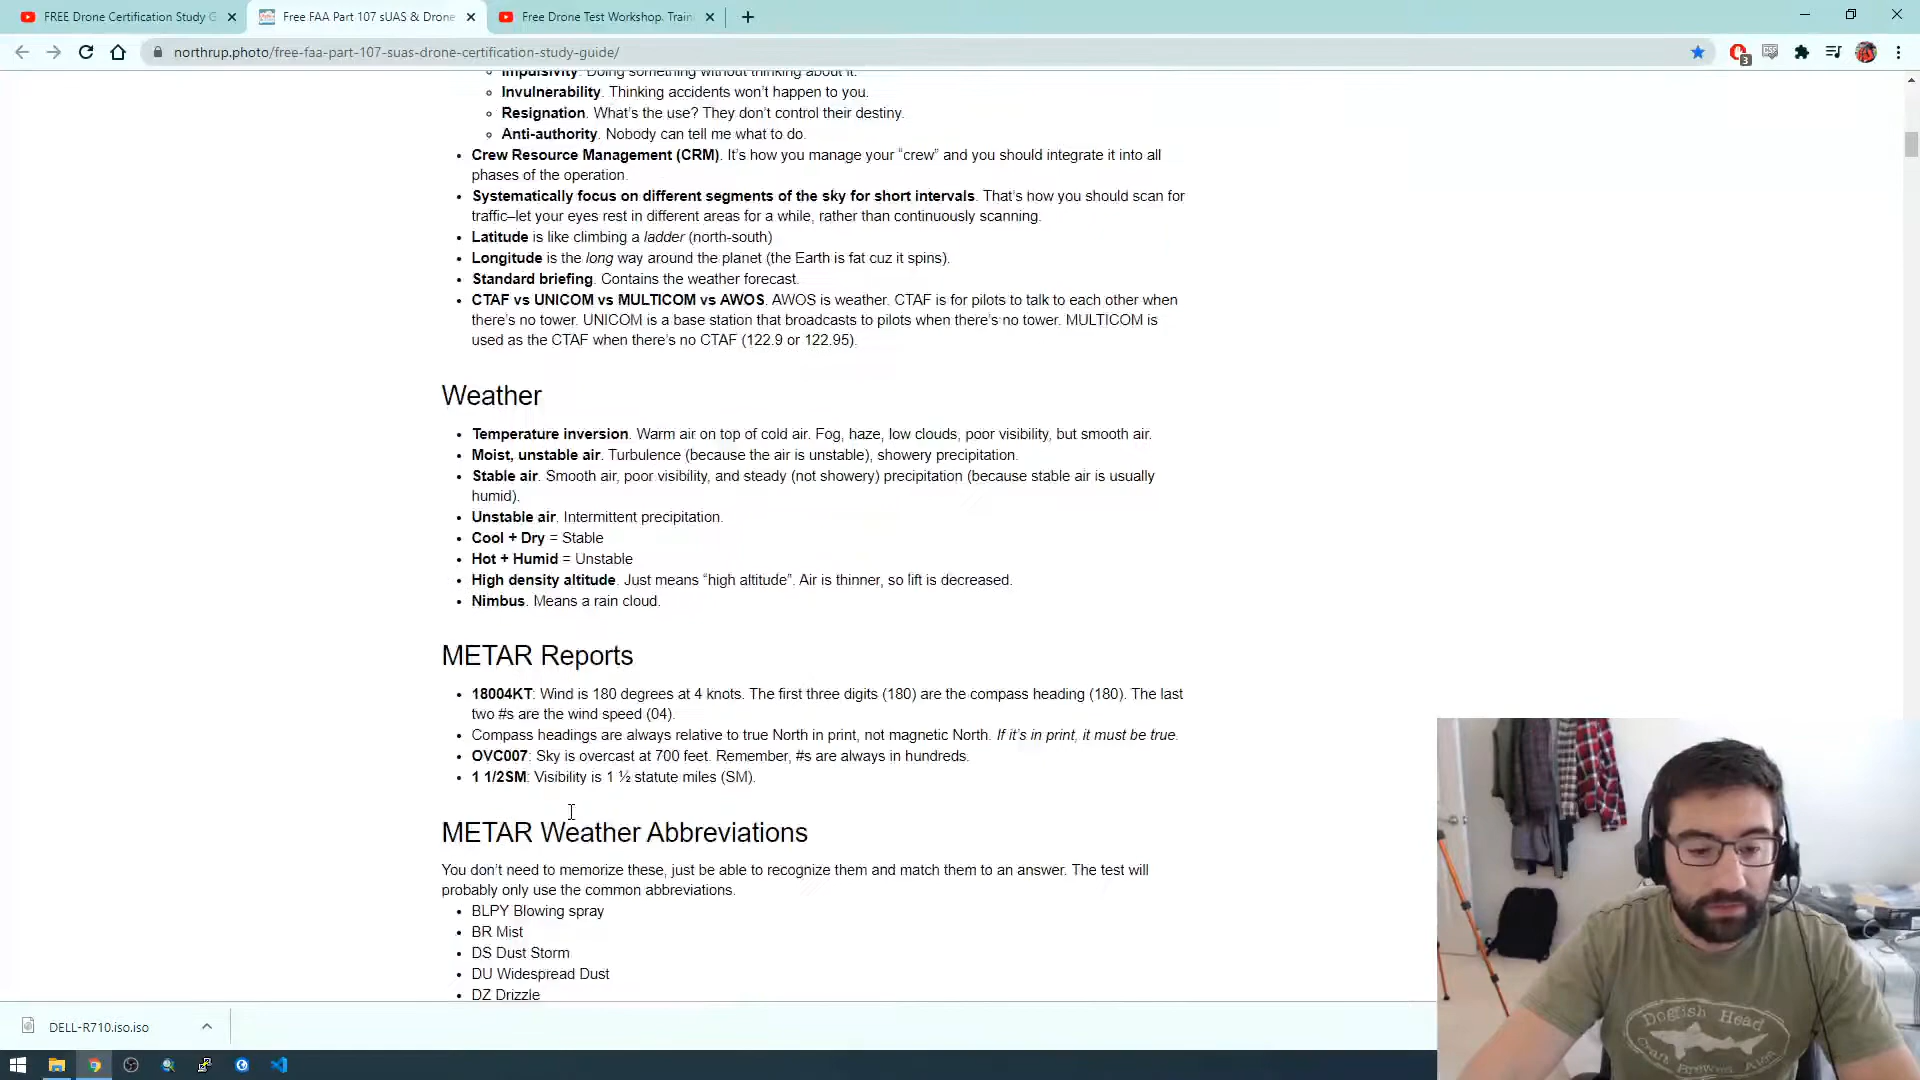 FREE Drone Certification Study G
Free FAA Part 107 sUAS & Drone
Free Drone Test Workshop. Train
northrup.photo/free-faa-part-107-suas-drone-certification-study-guide/
3
Impulsivity. Doing something without thinking about it.
Invulnerability. Thinking accidents won't happen to you.
Resignation. What's the use? They don't control their destiny.
Anti-authority. Nobody can tell me what to do.
Crew Resource Management (CRM). It's how you manage your “crew” and you should integrate it into all
phases of the operation.
Systematically focus on different segments of the sky for short intervals. That's how you should scan for
traffic–let your eyes rest in different areas for a while, rather than continuously scanning.
Latitude is like climbing a ladder (north-south)
Longitude is the long way around the planet (the Earth is fat cuz it spins).
Standard briefing. Contains the weather forecast.
CTAF vs UNICOM vs MULTICOM vs AWOS. AWOS is weather. CTAF is for pilots to talk to each other when
there's no tower. UNICOM is a base station that broadcasts to pilots when there's no tower. MULTICOM is
used as the CTAF when there's no CTAF (122.9 or 122.95).
Weather
Temperature inversion. Warm air on top of cold air. Fog, haze, low clouds, poor visibility, but smooth air.
Moist, unstable air. Turbulence (because the air is unstable), showery precipitation.
Stable air. Smooth air, poor visibility, and steady (not showery) precipitation (because stable air is usually
humid).
Unstable air. Intermittent precipitation.
Cool + Dry = Stable
Hot + Humid = Unstable
High density altitude. Just means “high altitude”. Air is thinner, so lift is decreased.
Nimbus. Means a rain cloud.
METAR Reports
18004KT: Wind is 180 degrees at 4 knots. The first three digits (180) are the compass heading (180). The last
two #s are the wind speed (04).
Compass headings are always relative to true North in print, not magnetic North. If it's in print, it must be true.
OVC007: Sky is overcast at 700 feet. Remember, #s are always in hundreds.
1 1/2SM: Visibility is 1 ½ statute miles (SM).
METAR Weather Abbreviations
You don't need to memorize these, just be able to recognize them and match them to an answer. The test will
probably only use the common abbreviations.
BLPY Blowing spray
BR Mist
DS Dust Storm
DU Widespread Dust
DZ Drizzle
DELL-R710.iso.iso
Dogfish Head
Craft Brewed Ales